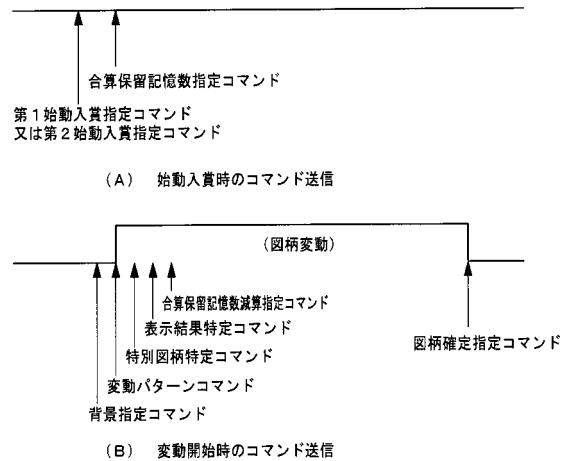 合算保留記憶数指定コマンド
第1始動入賞指定コマンド
又は第2始動入賞指定コマンド
(A) 始動入賞時のコマンド送信
(図柄変動)
合算保留記憶数減算指定コマンド
表示結果特定コマンド
図柄確定指定コマンド
特別図柄特定コマンド
変動パターンコマンド
背景指定コマンド
(B) 変動開始時のコマンド送信